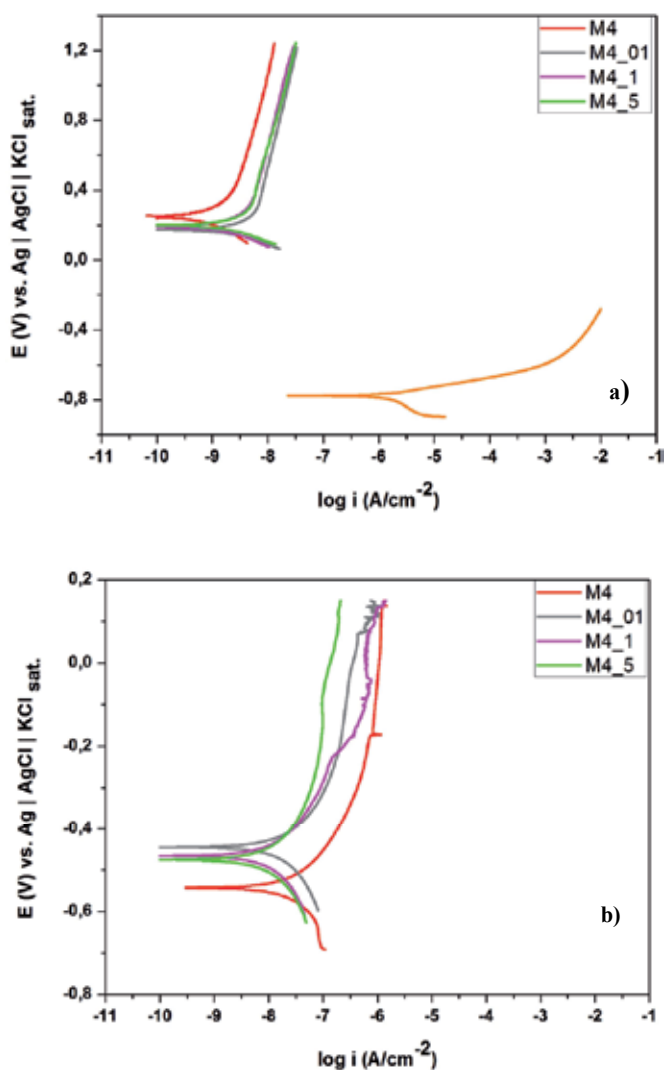 M4
M4_01
M4_1
M4_5
1,2
0,8
0,4
0,0
-0,4
-0,8
E (V) vs. Ag | AgCl | KCl sat.
a)
-11 -10 -9 -8 -7 -6 -5 -4 -3 -2 -1
log i (A/cm-2)
M4
M4_01
M4_1
M4_5
0,2
0,0
-0,2
-0,4
-0,6
-0,8
E (V) vs. Ag | AgCl | KCl sat.
b)
-11 -10 -9 -8 -7 -6 -5 -4 -3 -2 -1
log i (A/cm-2)